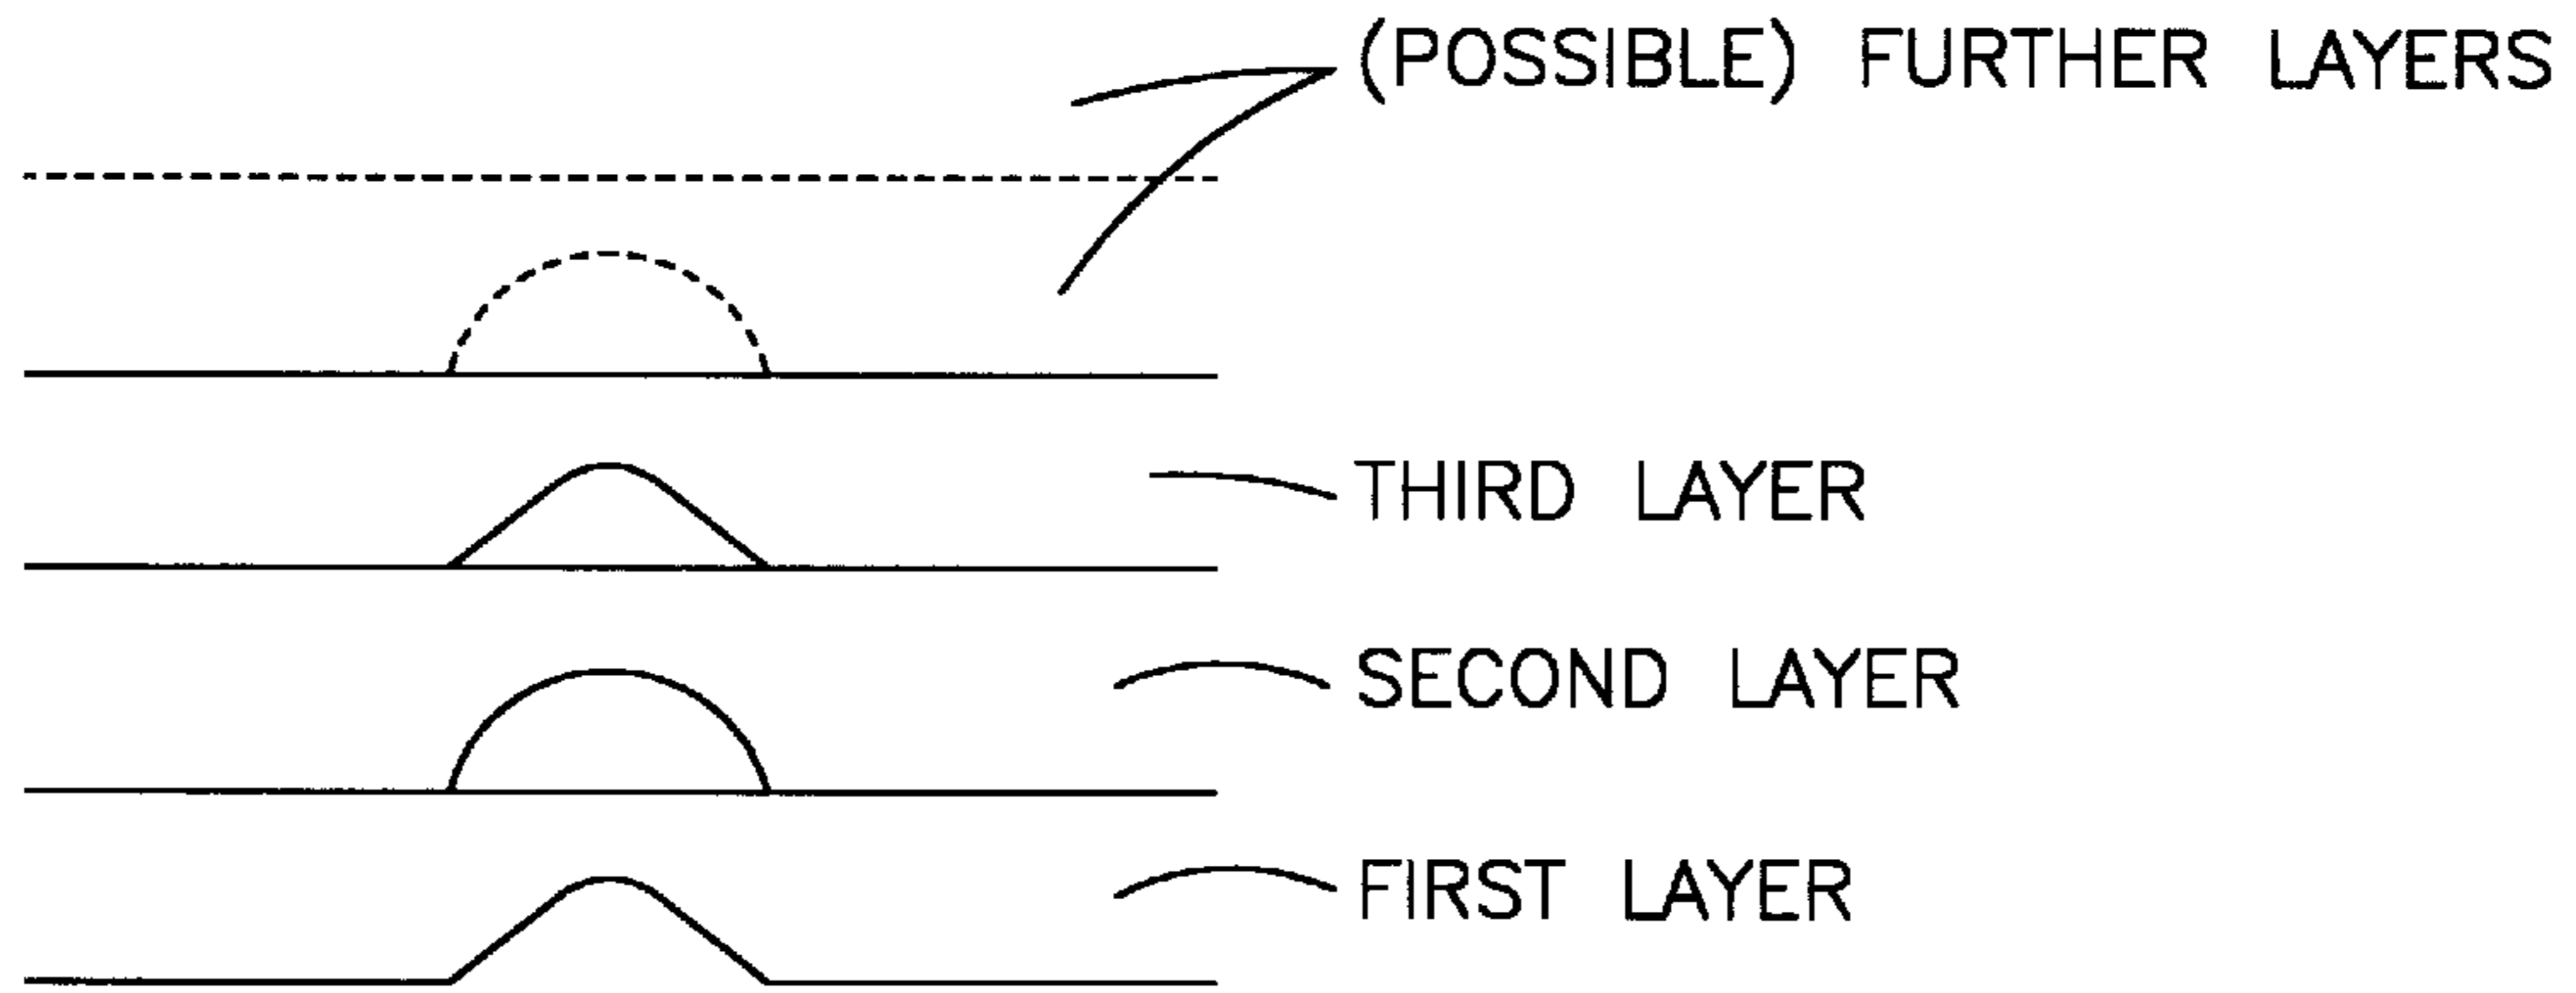 (POSSIBLE) FURTHER LAYERS
THIRD LAYER
SECOND LAYER
FIRST LAYER